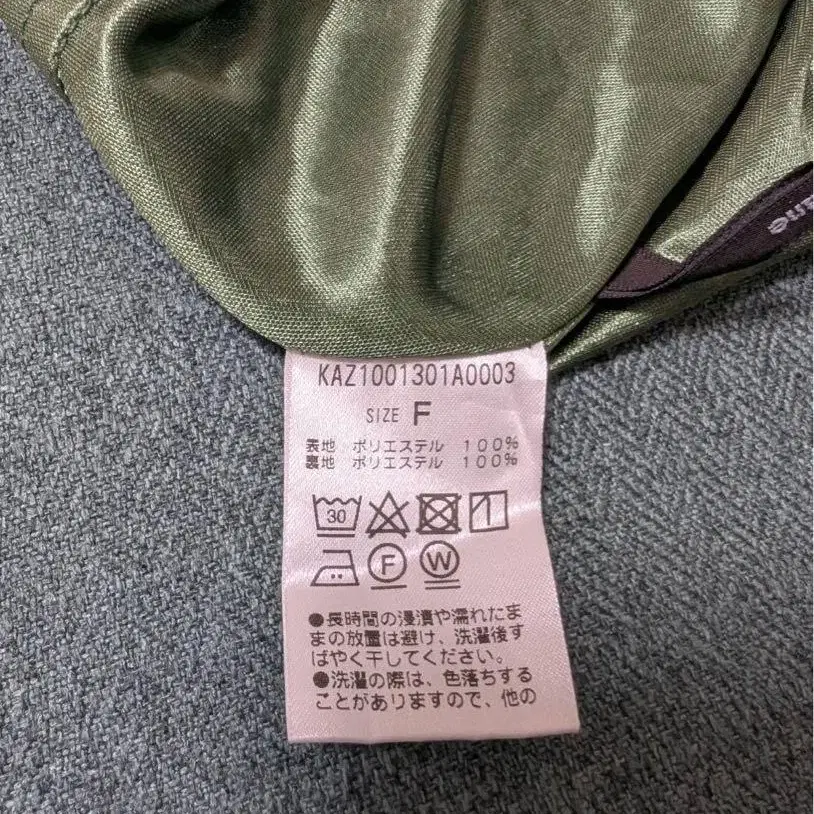 ane
KAZ1001301A0003
SIZE F
表地 ポリエステル 100%
裏地 ポリエステル 100%
30
F W
●長時間の浸漬や濡れたま
まの放置は避け、洗濯後す
ばやく干してください。
●洗濯の際は、色落ちする
ことがありますので、他の